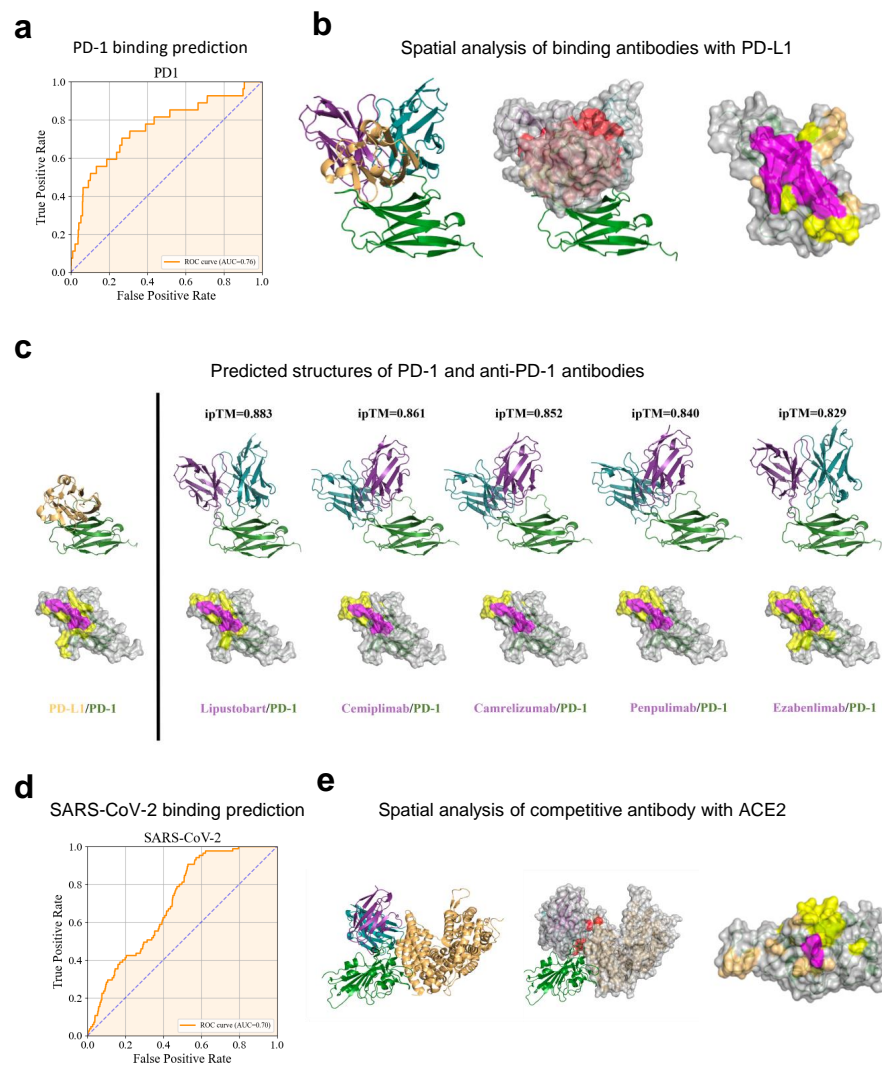 a
PD-1 binding prediction
PD1
1.0
0.8
0.6
0.4
0.2
0.0
True Positive Rate
ROC curve (AUC=0.76)
0.0 0.2 0.4 0.6 0.8 1.0
False Positive Rate
b
Spatial analysis of binding antibodies with PD-L1
c
Predicted structures of PD-1 and anti-PD-1 antibodies
ipTM=0.883 ipTM=0.861 ipTM=0.852 ipTM=0.840 ipTM=0.829
PD-L1/PD-1 Lipustobart/PD-1 Cemiplimab/PD-1 Camrelizumab/PD-1 Penpulimab/PD-1 Ezabenlimab/PD-1
d
SARS-CoV-2 binding prediction
SARS-CoV-2
1.0
0.8
0.6
0.4
0.2
0.0
True Positive Rate
ROC curve (AUC=0.70)
0.0 0.2 0.4 0.6 0.8 1.0
False Positive Rate
e
Spatial analysis of competitive antibody with ACE2